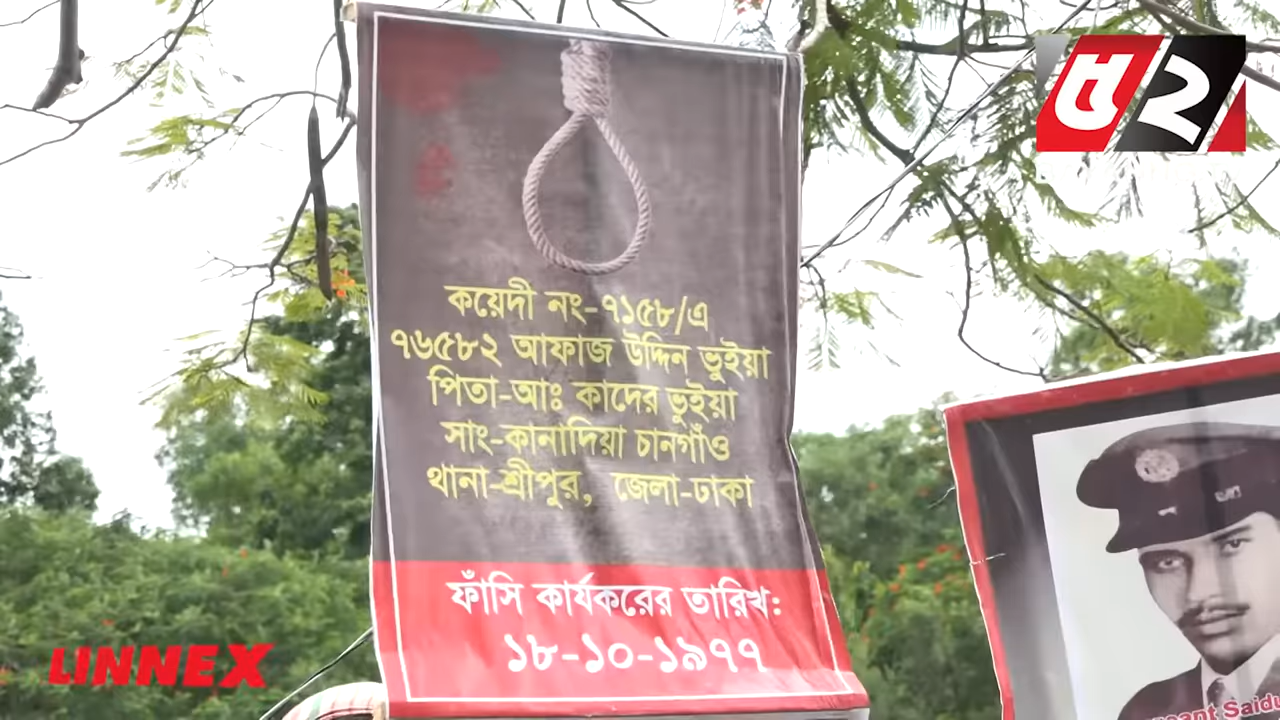 কয়েদী নং-৭১৫৮/এ
৭৬৫৮২ আফাজ উদ্দিন ভুইয়া
পিতা-আঃ কাদের ভুইয়া
সাং-কানাদিয়া চানগাঁও
থানা-শ্রীপুর, জেলা-ঢাকা
ফাঁসি কার্যকরের তারিখ:
১৮-১০-১৯৭৭
LINNEX